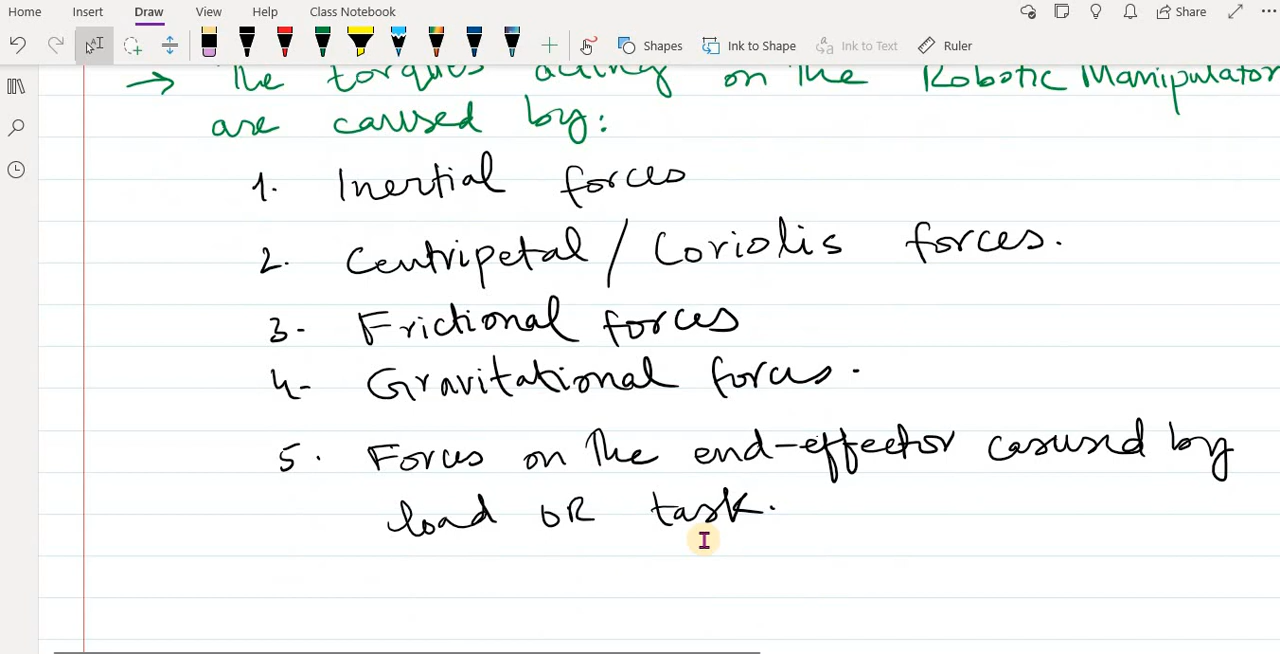 Home Insert Draw View Help Class Notebook Share
Shapes Ink to Shape Ink to Text Ruler
→ The torques acting on the Robotic Manipulator
are caused by:
1. Inertial forces
2. Centripetal / Coriolis forces.
3- Frictional forces
4- Gravitational forces.
5. Forces on the end-effector casused by
load OR task.